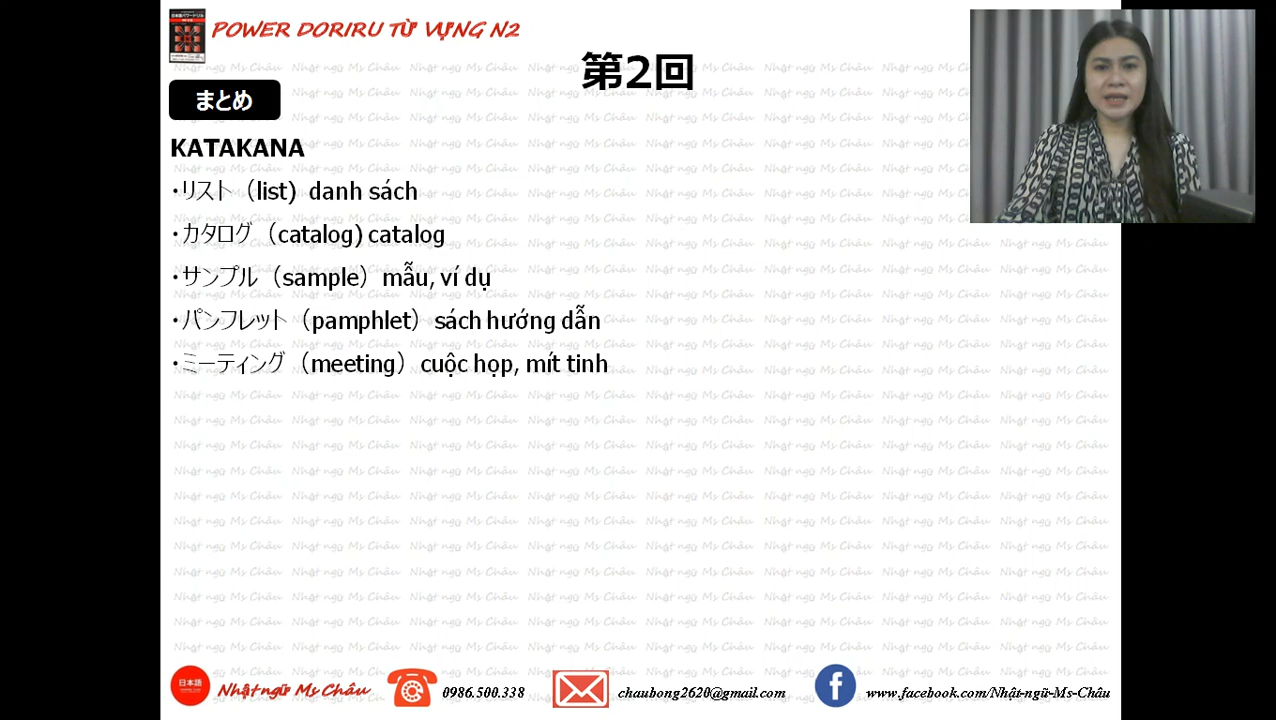 POWER DORIRU TỪ VỰNG N2
第2回
まとめ
KATAKANA
・リスト（list) danh sách
・カタログ（catalog) catalog
・サンプル（sample）mẫu, ví dụ
・パンフレット（pamphlet）sách hướng dẫn
・ミーティング（meeting）cuộc họp, mít tinh
日本語
Nhật ngữ Ms Châu
0986.500.338
chaubong2620@gmail.com
www.facebook.com/Nhật-ngữ-Ms-Châu